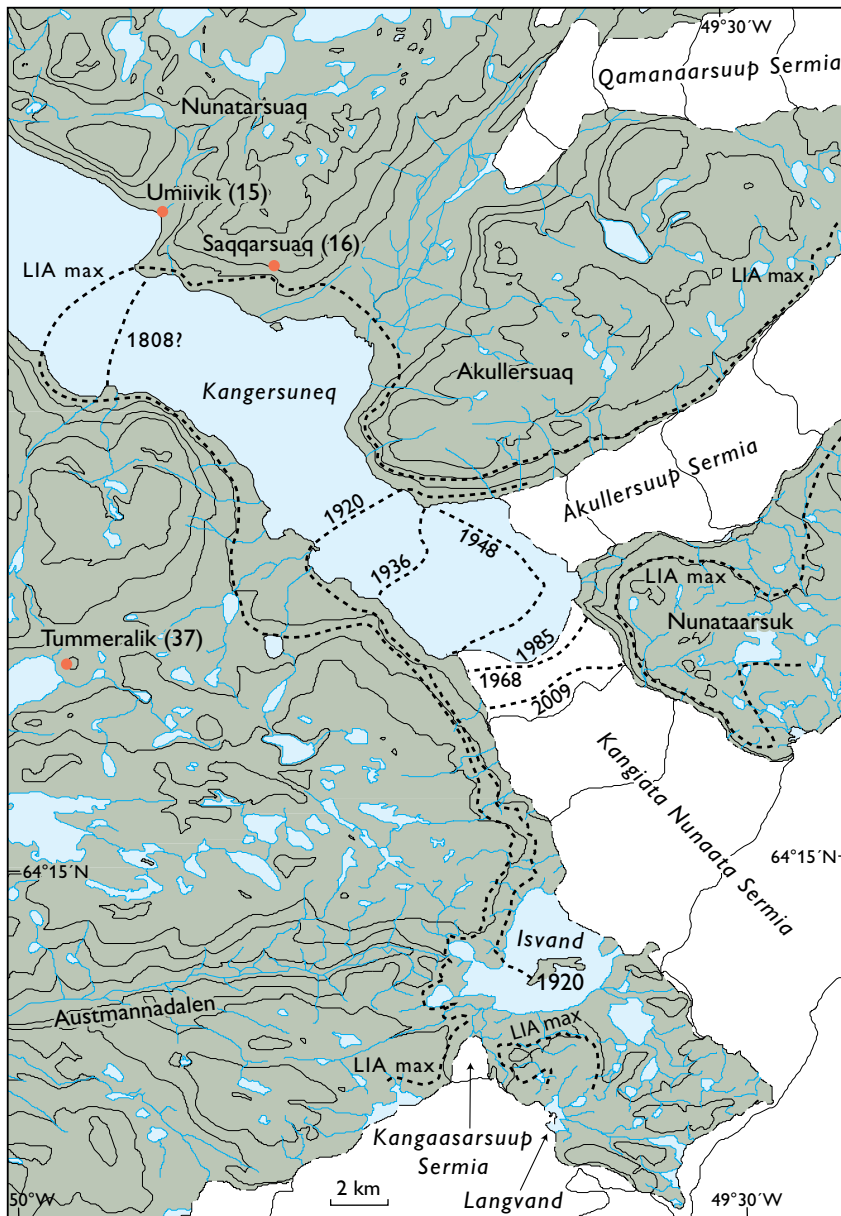 49°30´W
Qamanaarsuup Sermia
Nunatarsuaq
Umiivik (15)
Saqqarsuaq (16)
LIA max
LIA max
1808?
Kangersuneq
Akullersuaq
Akullersuup Sermia
1920
1948
1936
LIA max
Nunataarsuk
Tummeralik (37)
1985
1968
2009
Kangiata Nunaata Sermia
64°15´N
64°15´N
Isvand
1920
Austmannadalen
LIA max
LIA max
Kangaasarsuup
Sermia
Langvand
50°W
2 km
49°30´W